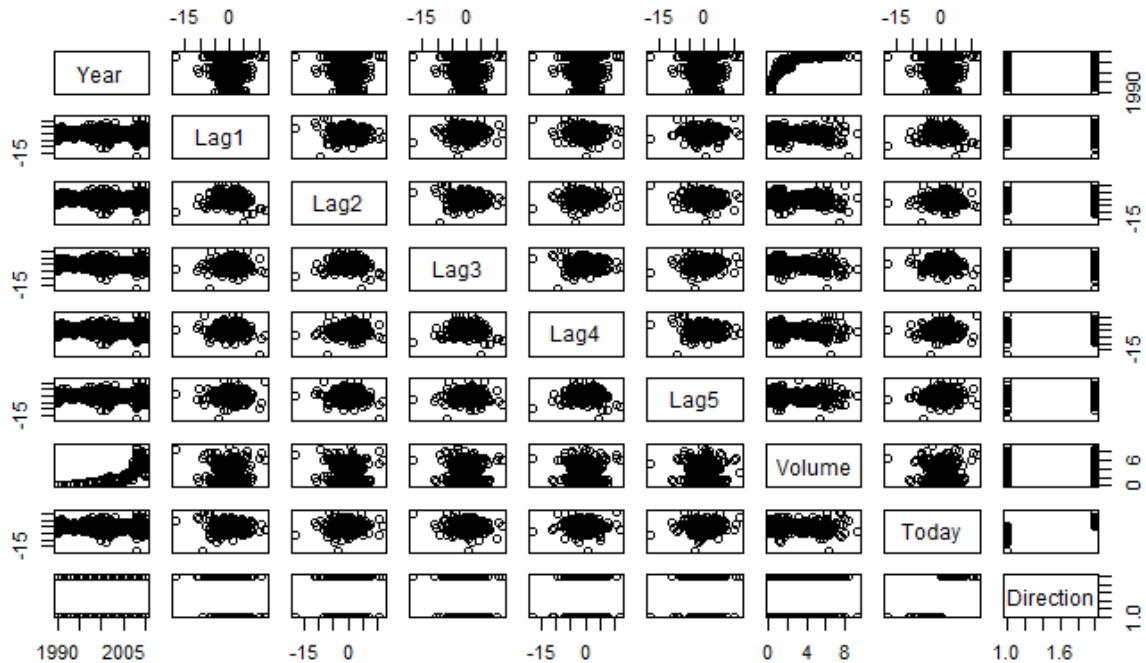 -15 0 -15 0 -15 0
Year 1990
-15 Lag1
Lag2 -15
-15 Lag3
Lag4 -15
-15 Lag5
Volume 0 6
-15 Today
Direction 1.0
1990 2005 -15 0 -15 0 0 4 8 1.0 1.6